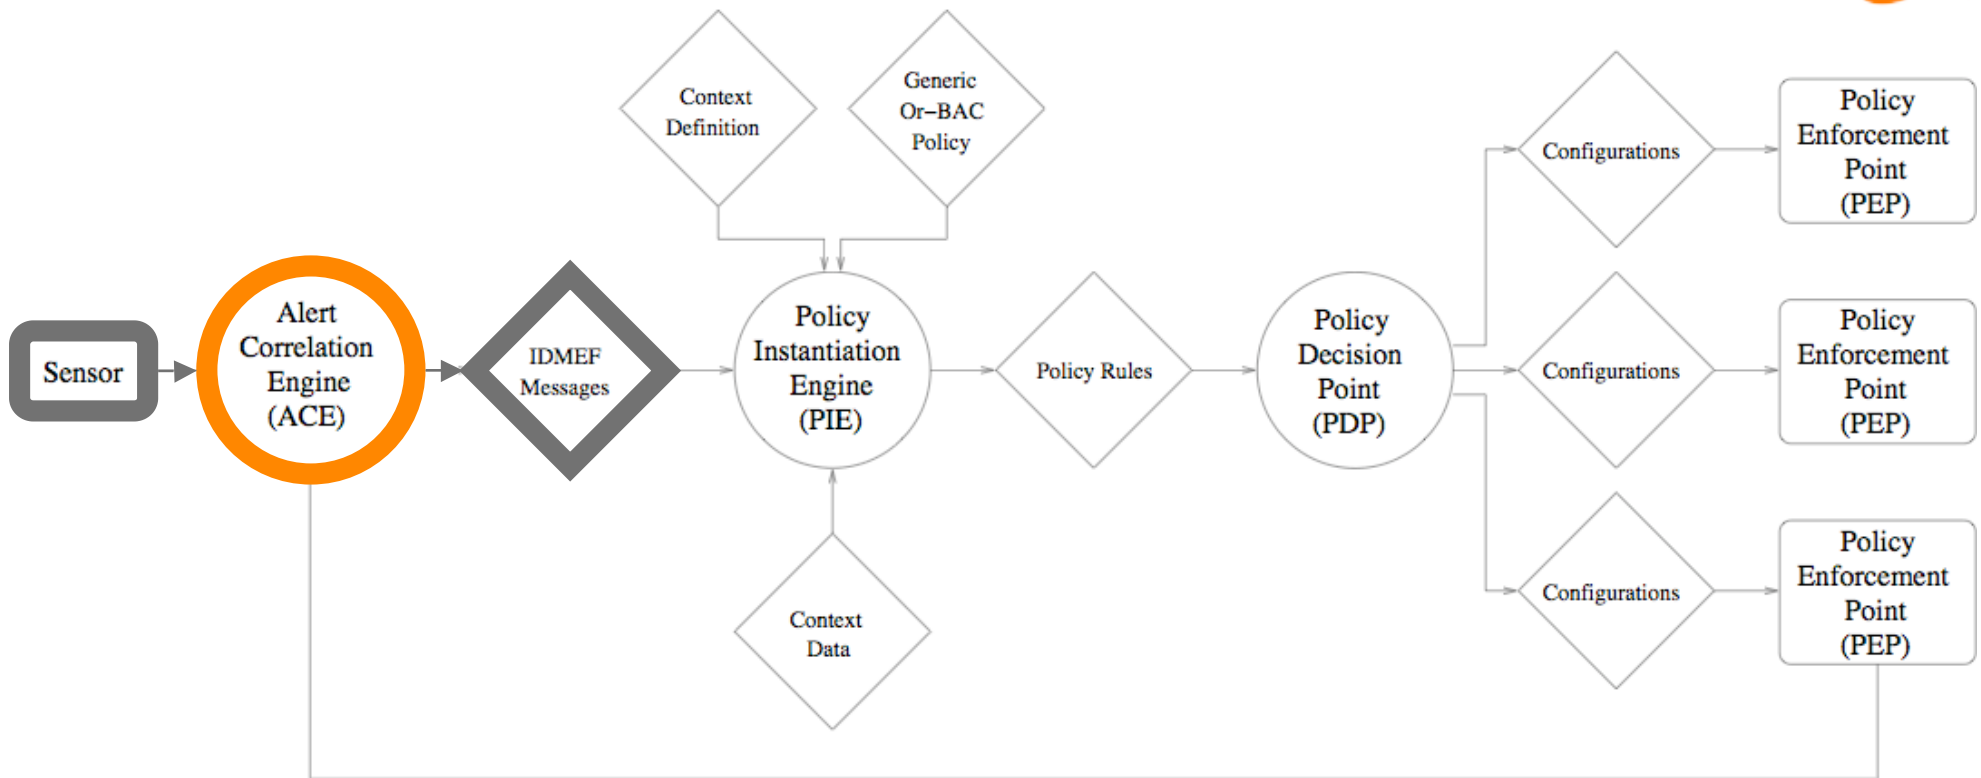 Sensor
Alert
Correlation
Engine
(ACE)
IDMEF
Messages
Context
Definition
Generic
Or–BAC
Policy
Policy
Instantiation
Engine
(PIE)
Context
Data
Policy Rules
Policy
Decision
Point
(PDP)
Configurations
Policy
Enforcement
Point
(PEP)
Configurations
Policy
Enforcement
Point
(PEP)
Configurations
Policy
Enforcement
Point
(PEP)